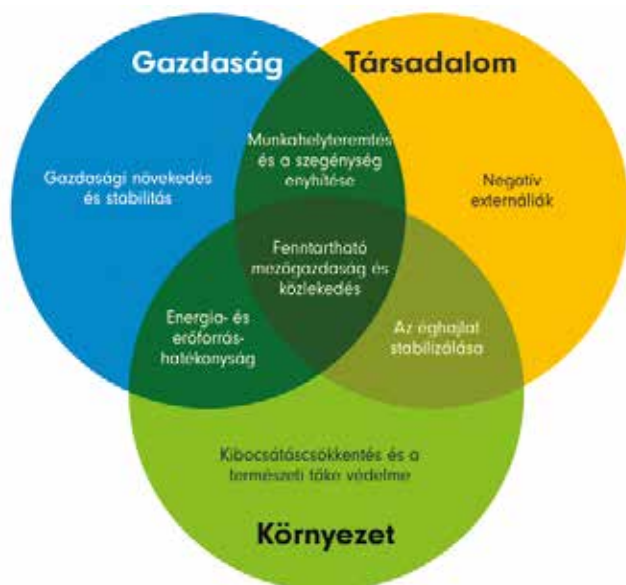 Gazdaság
Társadalom
Munkahelyteremtés
és a szegénység
enyhítése
Gazdasági növekedés
és stabilitás
Negatív
externáliák
Fenntartható
mezőgazdaság és
közlekedés
Energia- és
erőforrás-
hatékonyság
Az éghajlat
stabilizálása
Kibocsátáscsökkentés és a
természeti tőke védelme
Környezet